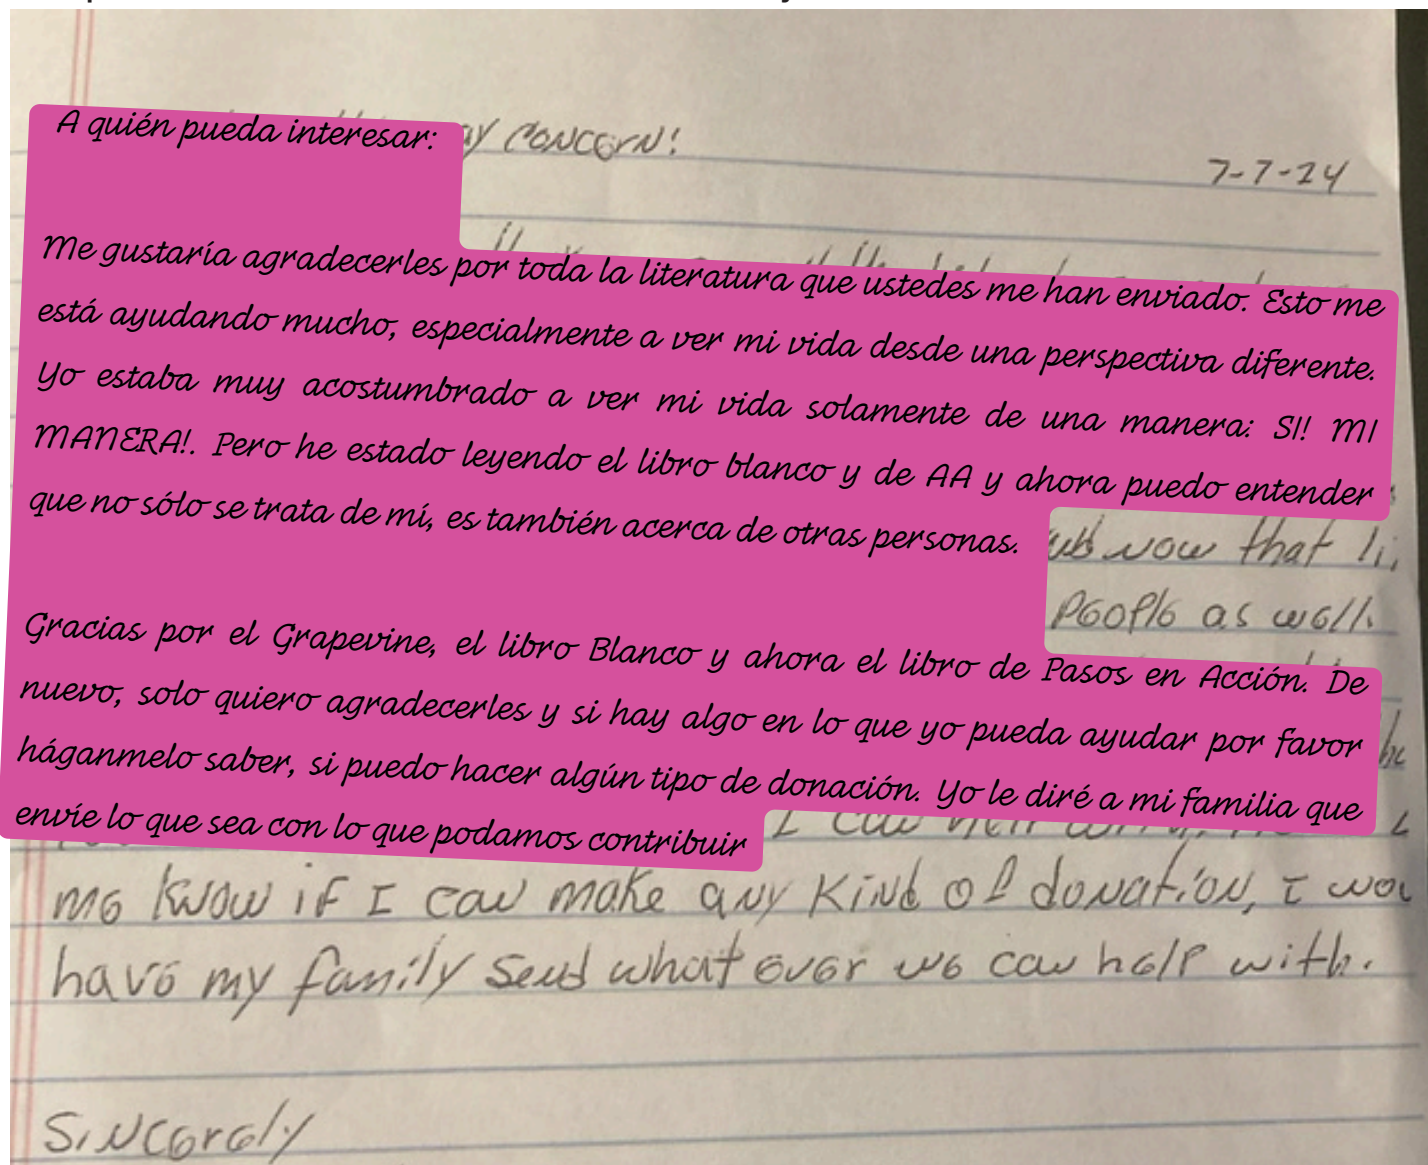 A quién pueda interesar:
ay concern!
7-7-24
Me gustaría agradecerles por toda la literatura que ustedes me han enviado. Esto me
está ayudando mucho, especialmente a ver mi vida desde una perspectiva diferente.
Yo estaba muy acostumbrado a ver mi vida solamente de una manera: SI! MI
MANERA!. Pero he estado leyendo el libro blanco y de AA y ahora puedo entender
que no sólo se trata de mí, es también acerca de otras personas.
now that
people as well.
Gracias por el Grapevine, el libro Blanco y ahora el libro de Pasos en Acción. De
nuevo, solo quiero agradecerles y si hay algo en lo que yo pueda ayudar por favor
háganmelo saber, si puedo hacer algún tipo de donación. Yo le diré a mi familia que
envíe lo que sea con lo que podamos contribuir
I can help
me know if I can make any kind of donation, I wou
have my family send what ever we can help with.
Sincerely